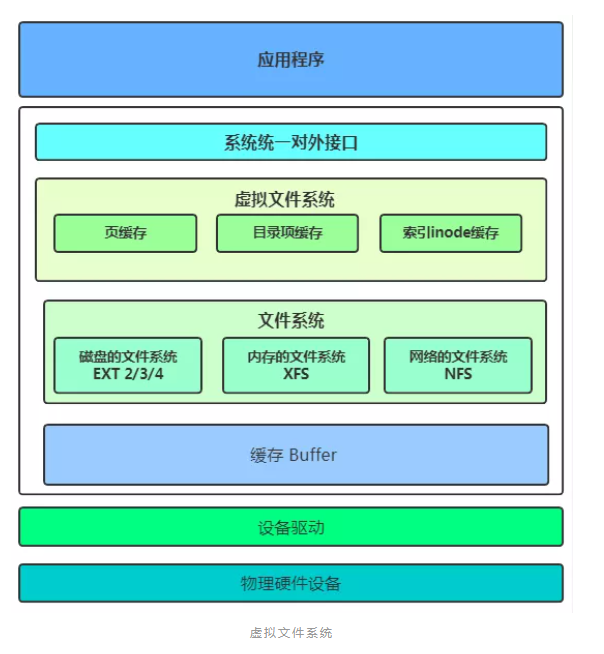 应用程序
系统统一对外接口
虚拟文件系统
页缓存
目录项缓存
索引inode缓存
文件系统
磁盘的文件系统
EXT 2/3/4
内存的文件系统
XFS
网络的文件系统
NFS
缓存 Buffer
设备驱动
物理硬件设备
虚拟文件系统